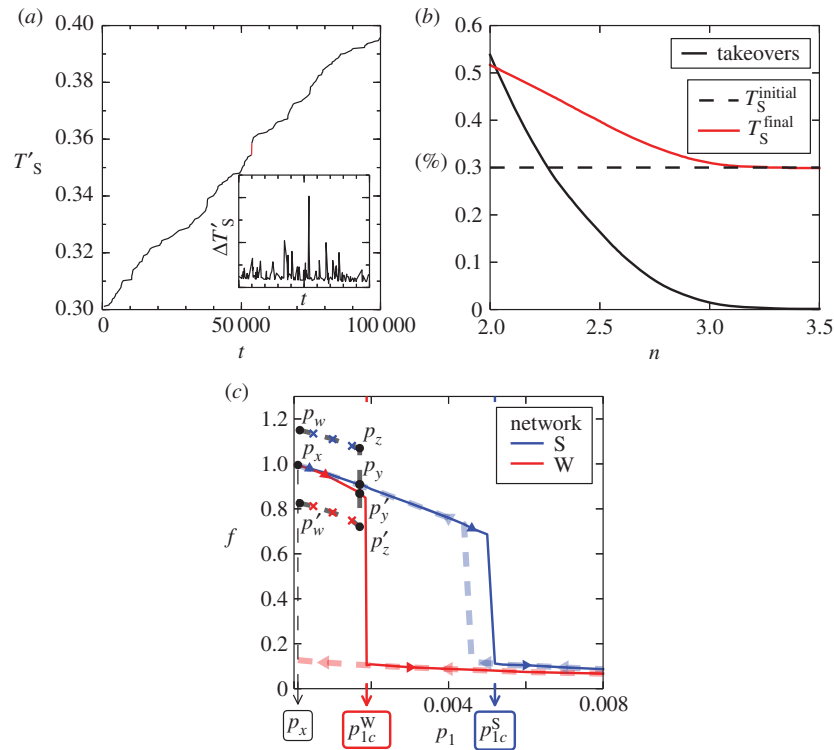 (a)
0.40
0.38
0.36
T′S
0.34
0.32
0.30
0
50 000
100 000
t
ΔT′S
t
(b)
0.6
0.5
0.4
(%)
0.3
0.2
0.1
0
2.0
2.5
3.0
3.5
n
takeovers
T_S^initial
T_S^final
(c)
1.2
1.0
0.8
f
0.6
0.4
0.2
0
p_w
p_z
p_x
p_y
p′_y
p′_w
p′_z
network
S
W
0.004
0.008
p_x
p_1c^W
p_1
p_1c^S